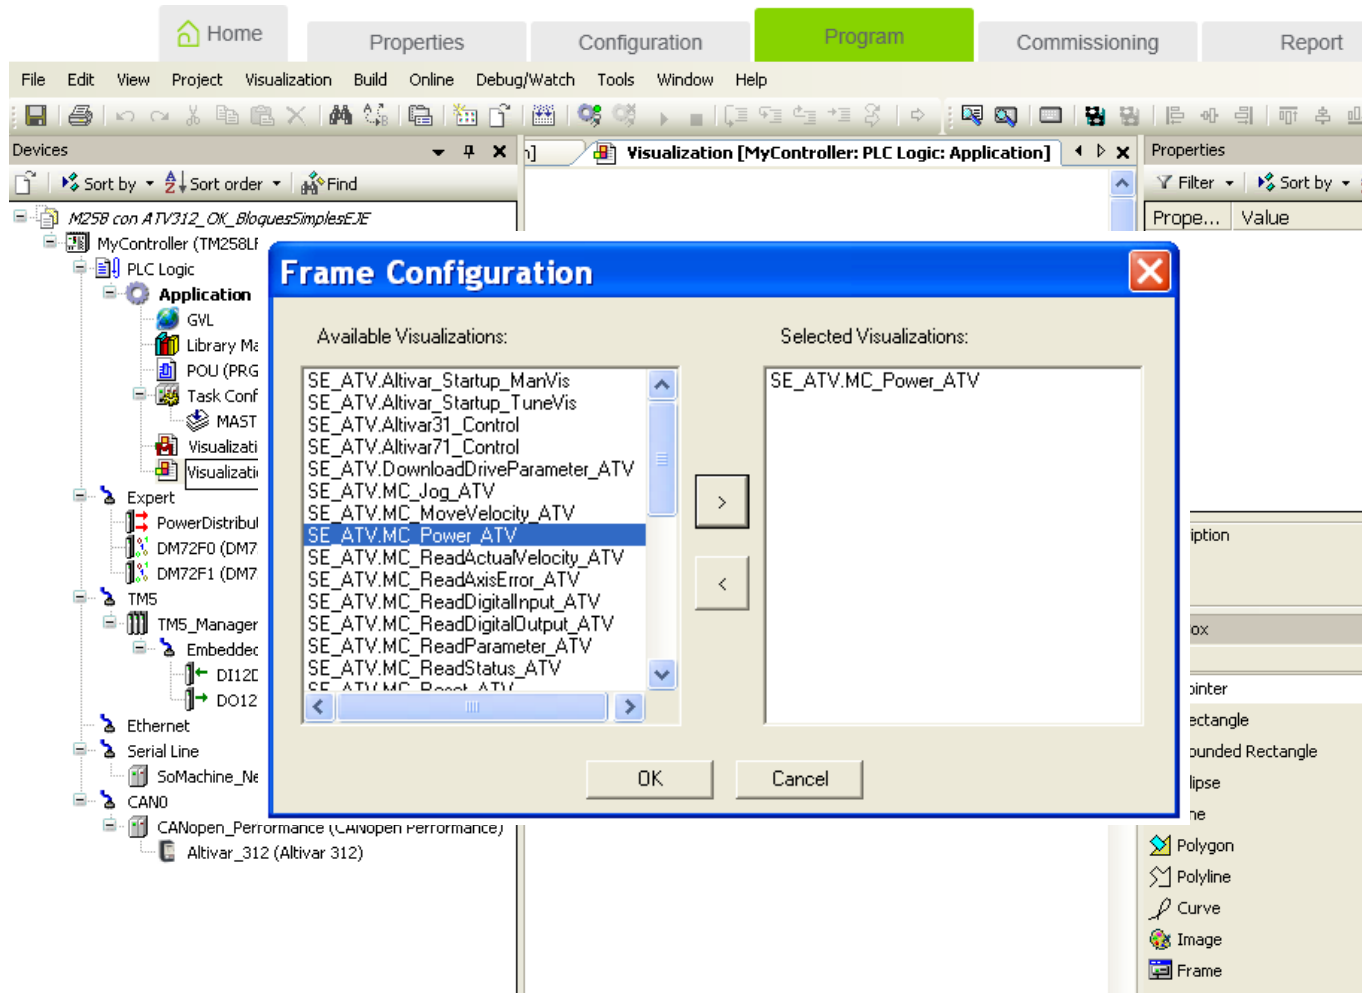 Home
Properties
Configuration
Program
Commissioning
Report
File Edit View Project Visualization Build Online Debug/Watch Tools Window Help
Devices
Visualization [MyController: PLC Logic: Application]
Properties
Sort by
Sort order
Find
Filter
Sort by
Prope...
Value
M258 con ATV312_OK_BloquesSimplesEJE
MyController (TM258LF
PLC Logic
Application
GVL
Library Ma
POU (PRG
Task Conf
MAST
Visualizati
Visualizati
Expert
PowerDistribut
DM72F0 (DM7
DM72F1 (DM7
TM5
TM5_Manager
Embedded
DI12D
DO12
Ethernet
Serial Line
SoMachine_Ne
CAN0
CANopen_Performance (CANopen Performance)
Altivar_312 (Altivar 312)
Frame Configuration
Available Visualizations:
SE_ATV.Altivar_Startup_ManVis
SE_ATV.Altivar_Startup_TuneVis
SE_ATV.Altivar31_Control
SE_ATV.Altivar71_Control
SE_ATV.DownloadDriveParameter_ATV
SE_ATV.MC_Jog_ATV
SE_ATV.MC_MoveVelocity_ATV
SE_ATV.MC_Power_ATV
SE_ATV.MC_ReadActualVelocity_ATV
SE_ATV.MC_ReadAxisError_ATV
SE_ATV.MC_ReadDigitalInput_ATV
SE_ATV.MC_ReadDigitalOutput_ATV
SE_ATV.MC_ReadParameter_ATV
SE_ATV.MC_ReadStatus_ATV
SE_ATV.MC_Reset_ATV
>
<
Selected Visualizations:
SE_ATV.MC_Power_ATV
OK
Cancel
iption
ox
ointer
ectangle
ounded Rectangle
lipse
ne
Polygon
Polyline
Curve
Image
Frame